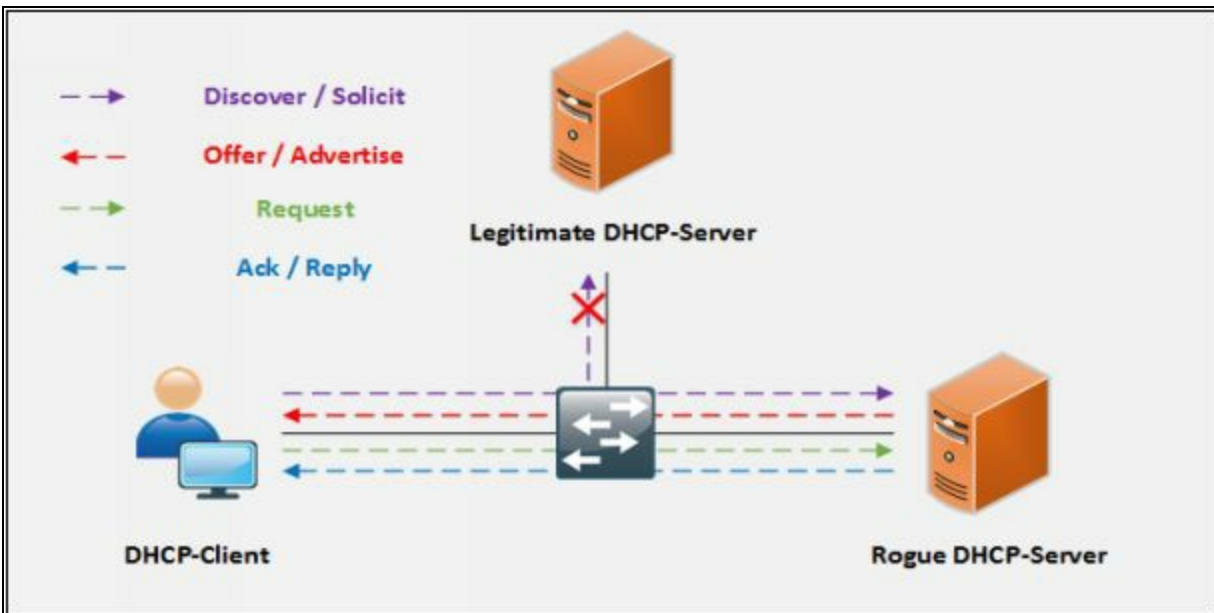 Discover / Solicit
Offer / Advertise
Request
Ack / Reply
Legitimate DHCP-Server
DHCP-Client
Rogue DHCP-Server